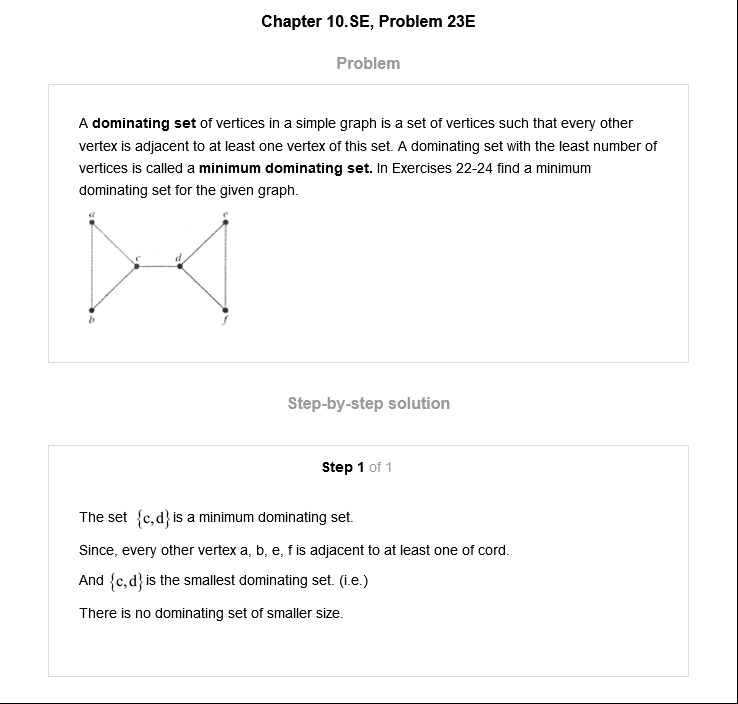 Chapter 10.SE, Problem 23E
Problem
A dominating set of vertices in a simple graph is a set of vertices such that every other
vertex is adjacent to at least one vertex of this set. A dominating set with the least number of
vertices is called a minimum dominating set. In Exercises 22-24 find a minimum
dominating set for the given graph.
a e
c d
b f
Step-by-step solution
Step 1 of 1
The set {c,d} is a minimum dominating set.
Since, every other vertex a, b, e, f is adjacent to at least one of cord.
And {c,d} is the smallest dominating set. (i.e.)
There is no dominating set of smaller size.